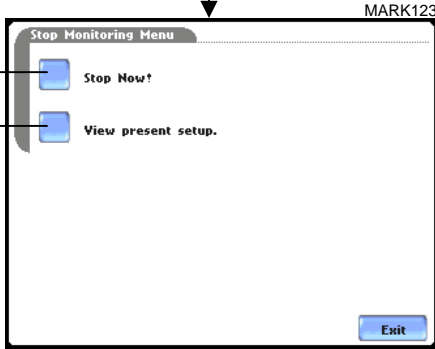 MARK123
Stop Monitoring Menu
Stop Now!
View present setup.
Exit